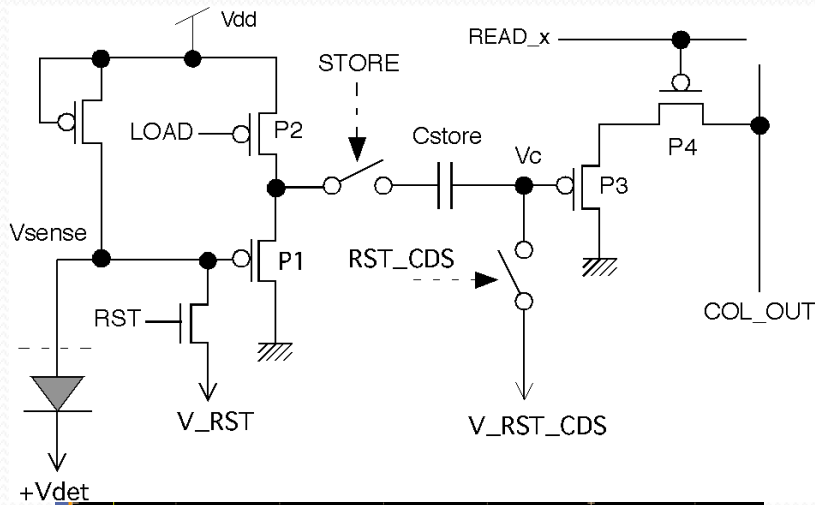 Vdd
READ_x
STORE
LOAD
P2
Cstore
P4
Vc
P3
Vsense
P1
RST_CDS
RST
COL_OUT
V_RST
V_RST_CDS
+Vdet